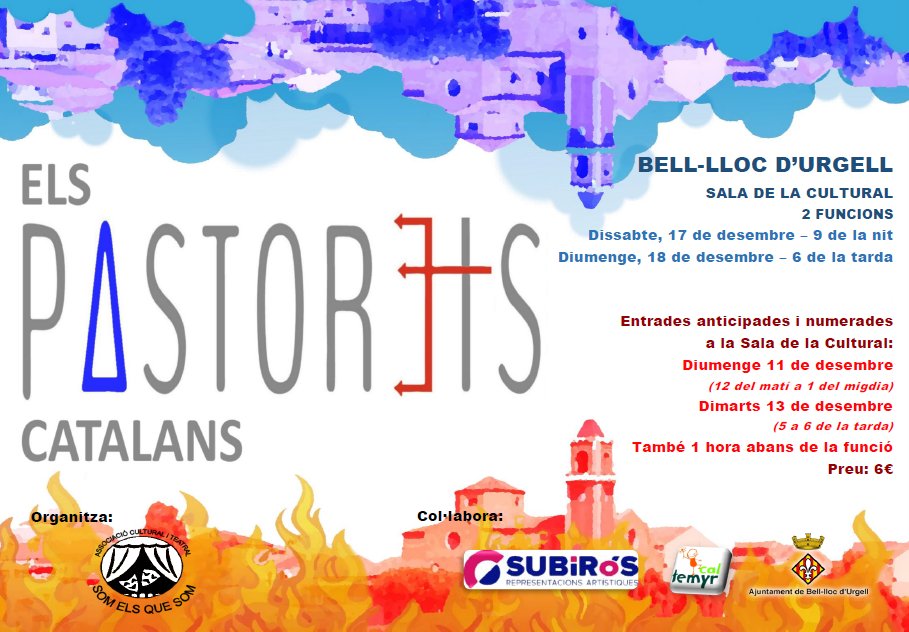 ELS
PASTORETS
CATALANS
BELL-LLOC D'URGELL
SALA DE LA CULTURAL
2 FUNCIONS
Dissabte, 17 de desembre – 9 de la nit
Diumenge, 18 de desembre – 6 de la tarda
Entrades anticipades i numerades
a la Sala de la Cultural:
Diumenge 11 de desembre
(12 del matí a 1 del migdia)
Dimarts 13 de desembre
(5 a 6 de la tarda)
També 1 hora abans de la funció
Preu: 6€
Organitza:
ASSOCIACIÓ CULTURAL I TEATRAL
SOM ELS QUE SOM
Col·labora:
SUBIRÓS
REPRESENTACIONS ARTÍSTIQUES
cal
temyr
Ajuntament de Bell-lloc d'Urgell